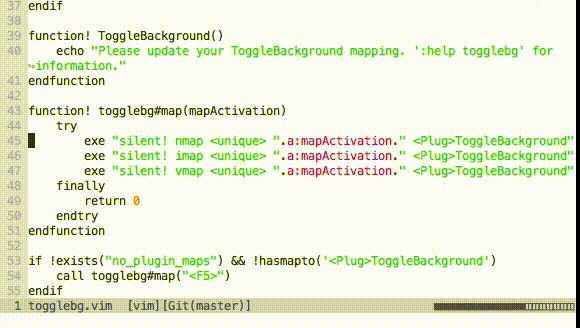 37 endif
38
39 function! ToggleBackground()
40     echo "Please update your ToggleBackground mapping. ':help togglebg' for
↪information."
41 endfunction
42
43 function! togglebg#map(mapActivation)
44     try
45         exe "silent! nmap <unique> ".a:mapActivation." <Plug>ToggleBackground"
46         exe "silent! imap <unique> ".a:mapActivation." <Plug>ToggleBackground"
47         exe "silent! vmap <unique> ".a:mapActivation." <Plug>ToggleBackground"
48     finally
49         return 0
50     endtry
51 endfunction
52
53 if !exists("no_plugin_maps") && !hasmapto('<Plug>ToggleBackground')
54     call togglebg#map("<F5>")
55 endif
1 togglebg.vim  [vim][Git(master)]